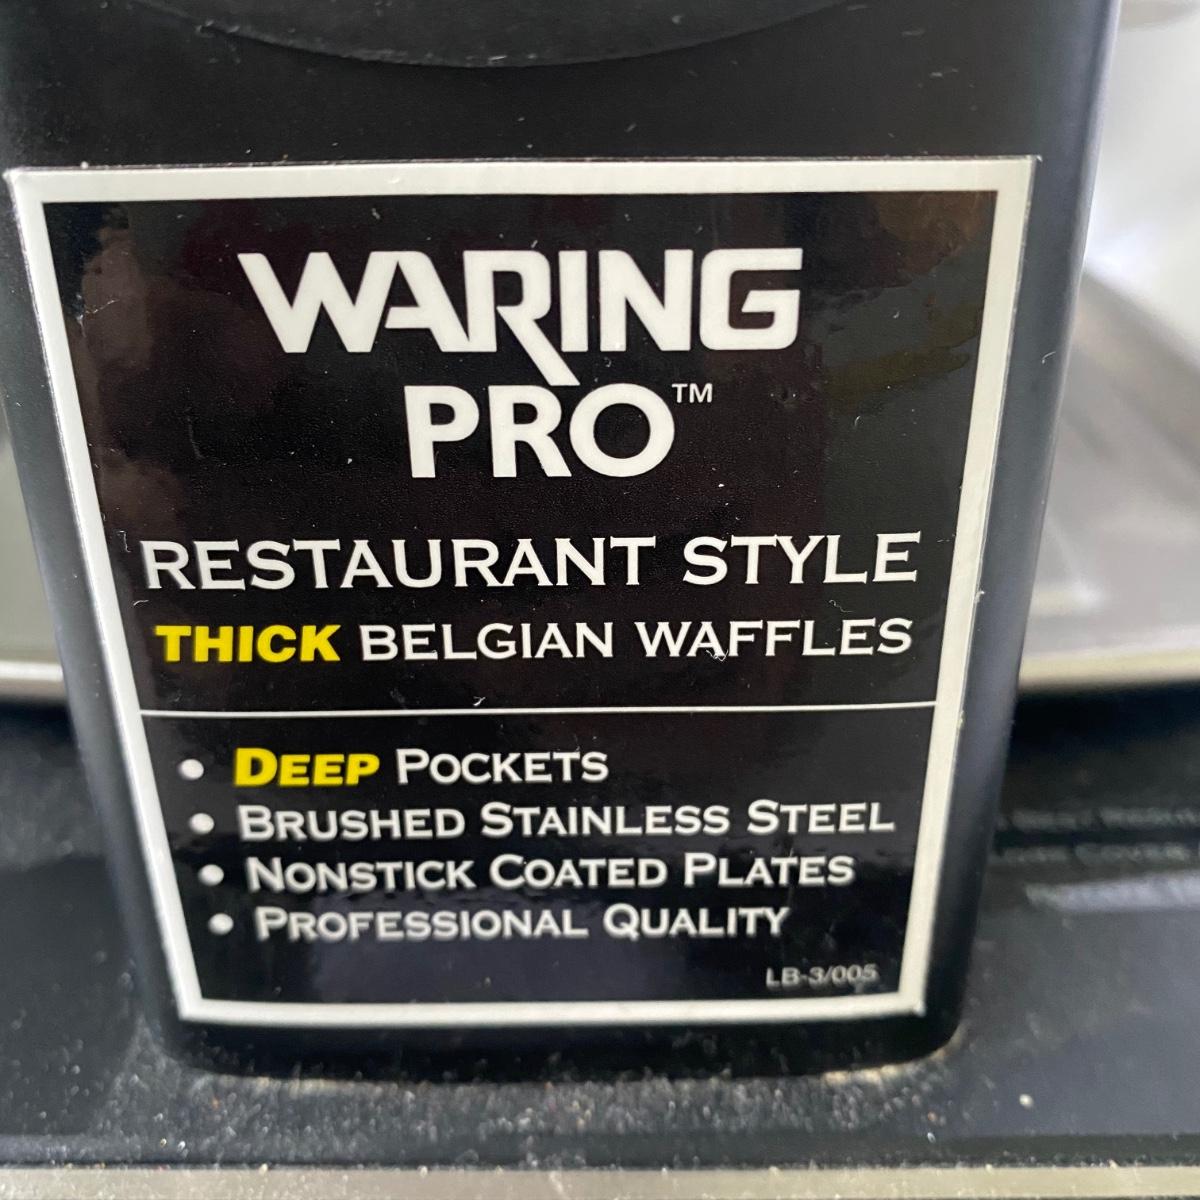 WARING
PRO™
RESTAURANT STYLE
THICK BELGIAN WAFFLES
• DEEP POCKETS
• BRUSHED STAINLESS STEEL
• NONSTICK COATED PLATES
• PROFESSIONAL QUALITY
LB-3/005